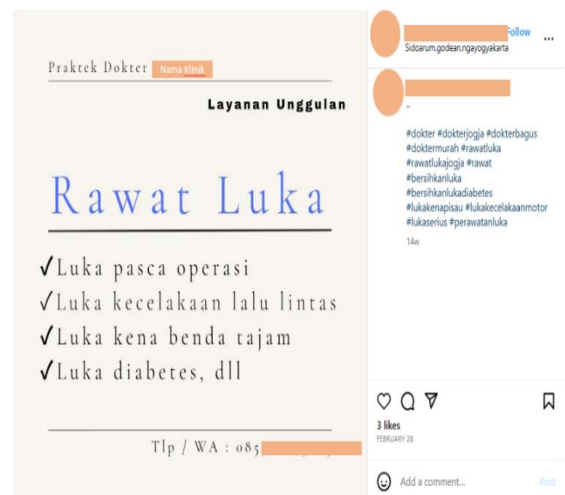 Praktek Dokter Nama Klinik
Layanan Unggulan
Rawat Luka
✓Luka pasca operasi
✓Luka kecelakaan lalu lintas
✓Luka kena benda tajam
✓Luka diabetes, dll
Tlp / WA : 085
Follow
...
Sidoarum.godean.ngayogyakarta
..
#dokter #dokterjogja #dokterbagus
#doktermurah #rawatluka
#rawatlukajogja #rawat
#bersihkanluka
#bersihkanlukadiabetes
#lukakenapisau #lukakecelakaanmotor
#lukaserius #perawatanluka
14w
3 likes
FEBRUARY 28
Add a comment...
Post